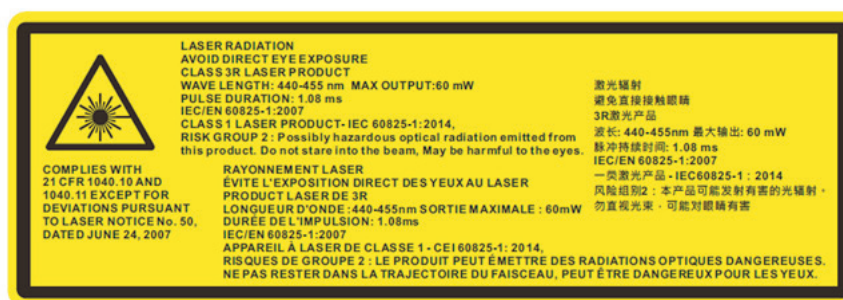 LASER RADIATION
AVOID DIRECT EYE EXPOSURE
CLASS 3R LASER PRODUCT
WAVE LENGTH: 440-455 nm MAX OUTPUT:60 mW
PULSE DURATION: 1.08 ms
IEC/EN 60825-1:2007
CLASS 1 LASER PRODUCT- IEC 60825-1:2014,
RISK GROUP 2 : Possibly hazardous optical radiation emitted from
this product. Do not stare into the beam, May be harmful to the eyes.
COMPLIES WITH
21 CFR 1040.10 AND
1040.11 EXCEPT FOR
DEVIATIONS PURSUANT
TO LASER NOTICE No. 50,
DATED JUNE 24, 2007
RAYONNEMENT LASER
ÉVITE L'EXPOSITION DIRECT DES YEUX AU LASER
PRODUCT LASER DE 3R
LONGUEUR D'ONDE :440-455nm SORTIE MAXIMALE : 60mW
DURÉE DE L'IMPULSION: 1.08ms
IEC/EN 60825-1:2007
APPAREIL À LASER DE CLASSE 1 - CEI 60825-1: 2014,
RISQUES DE GROUPE 2 : LE PRODUIT PEUT ÉMETTRE DES RADIATIONS OPTIQUES DANGEREUSES.
NE PAS RESTER DANS LA TRAJECTOIRE DU FAISCEAU, PEUT ÊTRE DANGEREUX POUR LES YEUX.
激光辐射
避免直接接触眼睛
3R激光产品
波长: 440-455nm 最大输出: 60 mW
脉冲持续时间: 1.08 ms
IEC/EN 60825-1:2007
一类激光产品 - IEC60825-1 : 2014
风险组别2：本产品可能发射有害的光辐射。
勿直视光束，可能对眼睛有害